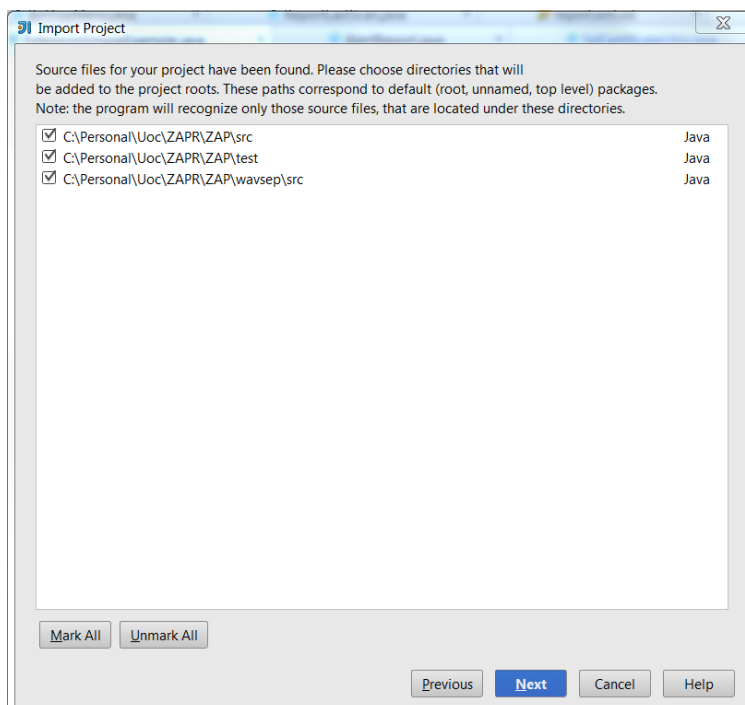 Import Project
Source files for your project have been found. Please choose directories that will
be added to the project roots. These paths correspond to default (root, unnamed, top level) packages.
Note: the program will recognize only those source files, that are located under these directories.
C:\Personal\Uoc\ZAPR\ZAP\src Java
C:\Personal\Uoc\ZAPR\ZAP\test Java
C:\Personal\Uoc\ZAPR\ZAP\wavsep\src Java
Mark All Unmark All
Previous Next Cancel Help